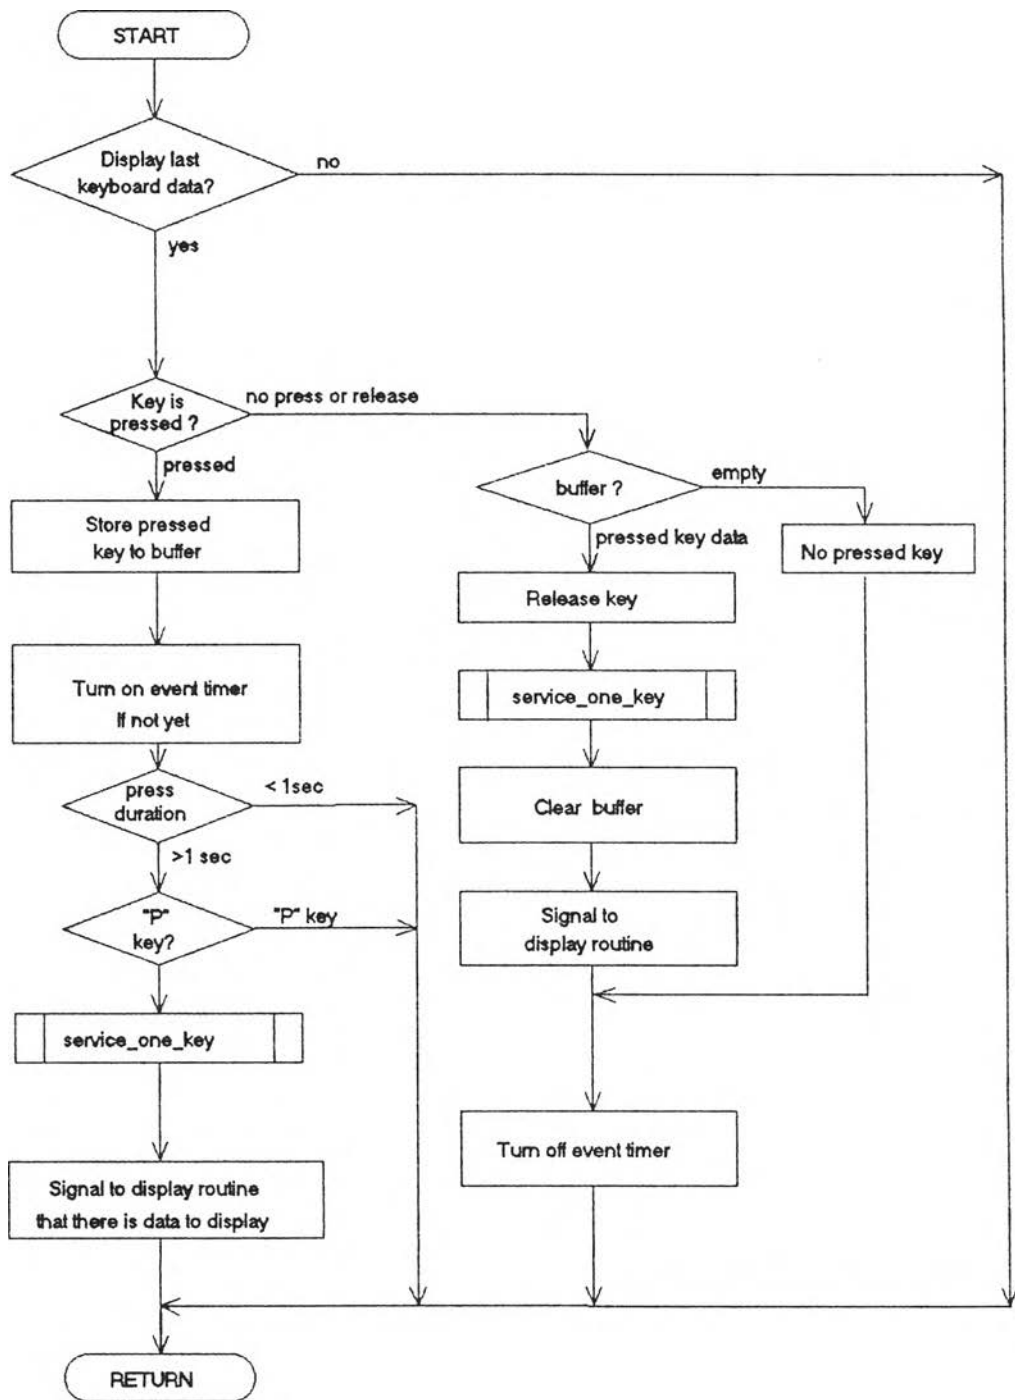 START
Display last
keyboard data?
no
yes
Key is
pressed ?
no press or release
pressed
buffer ?
empty
Store pressed
key to buffer
pressed key data
No pressed key
Release key
Turn on event timer
If not yet
service_one_key
press
duration
< 1sec
Clear buffer
>1 sec
"P"
key?
"P" key
Signal to
display routine
service_one_key
Turn off event timer
Signal to display routine
that there is data to display
RETURN